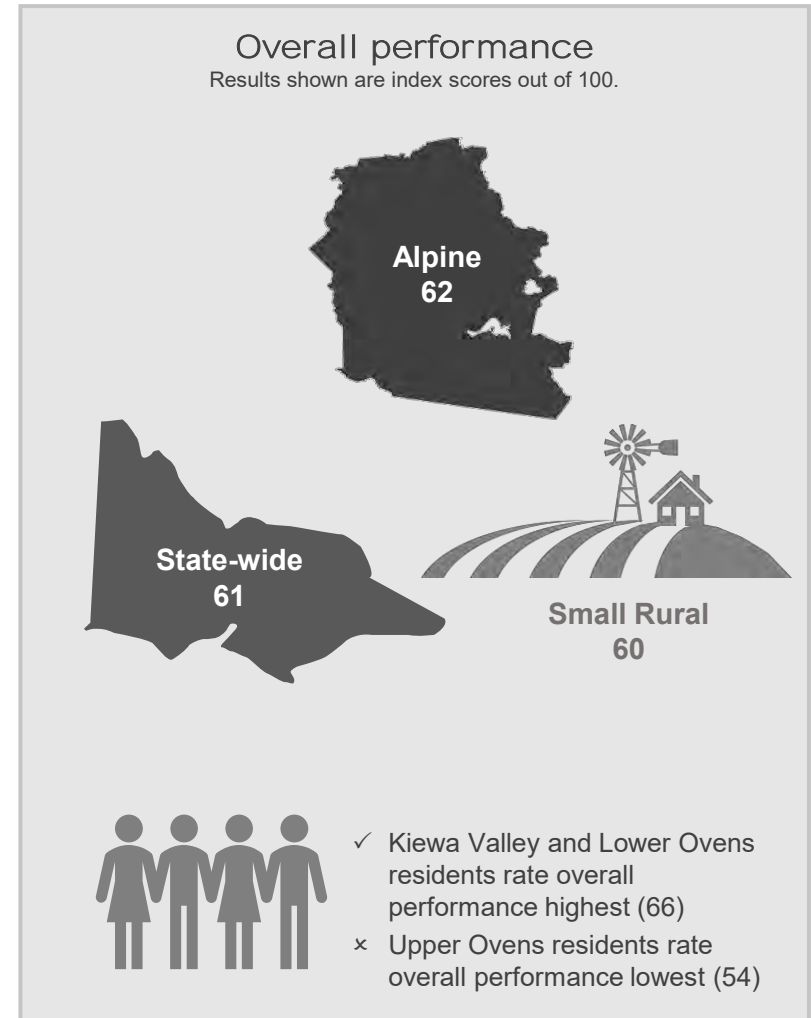 Overall performance
Results shown are index scores out of 100.
Alpine
62
State-wide
61
Small Rural
60
✓ Kiewa Valley and Lower Ovens
residents rate overall
performance highest (66)
× Upper Ovens residents rate
overall performance lowest (54)